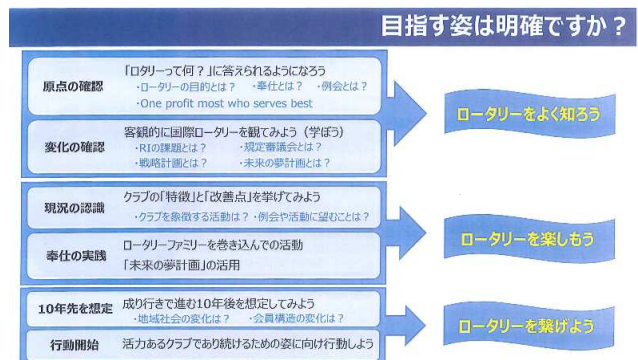 目指す姿は明確ですか?
原点の確認
「ロタリーって何?」に答えられるようになろう
・ロータリーの目的とは? ・奉仕とは? ・例会とは?
・One profit most who serves best
変化の確認
客観的に国際ロータリーを観てみよう(学ぼう)
・RIの課題とは? ・規定審議会とは?
・戦略計画とは? ・未来の夢計画とは?
ロータリーをよく知ろう
現況の認識
クラブの「特徴」と「改善点」を挙げてみよう
・クラブを象徴する活動は? ・例会や活動に望むことは?
奉仕の実践
ロータリーファミリーを巻き込んでの活動
「未来の夢計画」の活用
ロータリーを楽しもう
10年先を想定
成り行きで進む10年後を想定してみよう
・地域社会の変化は? ・会員構造の変化は?
行動開始
活力あるクラブであり続けるための姿に向け行動しよう
ロータリーを繋げよう